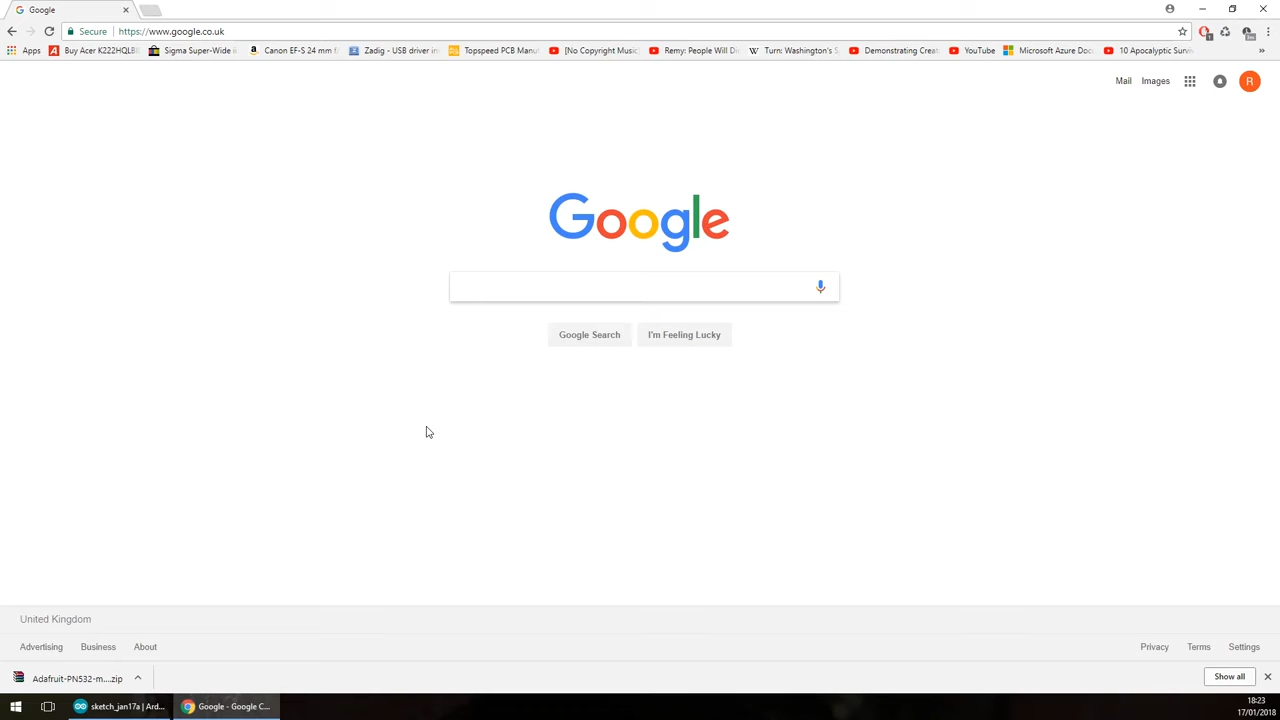 Google
Secure https://www.google.co.uk
Apps Buy Acer K222HQLB Sigma Super-Wide Canon EF-S 24 mm f Zadig - USB driver in Topspeed PCB Manu [No Copyright Music Remy: People Will Di Turn: Washington's S Demonstrating Creat YouTube Microsoft Azure Doc 10 Apocalyptic Surviv »
Mail Images R
Google
Google Search I'm Feeling Lucky
United Kingdom
Advertising Business About Privacy Terms Settings
Adafruit-PN532-m....zip Show all
sketch_jan17a | Ard... Google - Google C... 18:23
17/01/2018